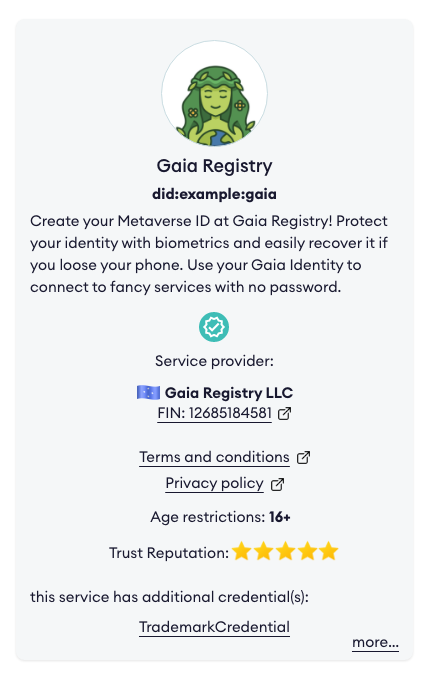 Gaia Registry
did:example:gaia
Create your Metaverse ID at Gaia Registry! Protect
your identity with biometrics and easily recover it if
you loose your phone. Use your Gaia Identity to
connect to fancy services with no password.
Service provider:
Gaia Registry LLC
FIN: 12685184581
Terms and conditions
Privacy policy
Age restrictions: 16+
Trust Reputation:
this service has additional credential(s):
TrademarkCredential
more...